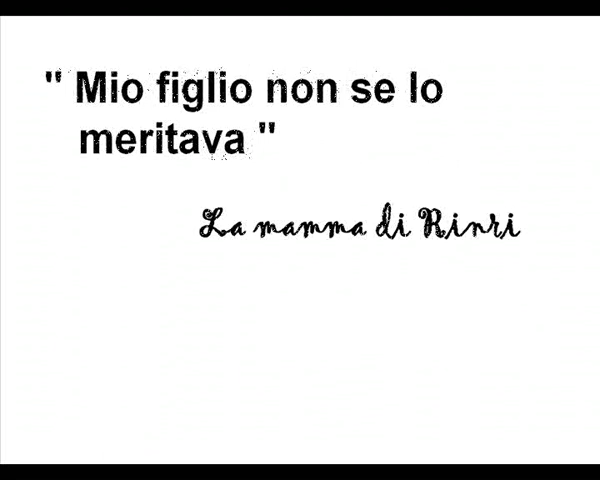 " Mio figlio non se lo
meritava "
La mamma di Rinri